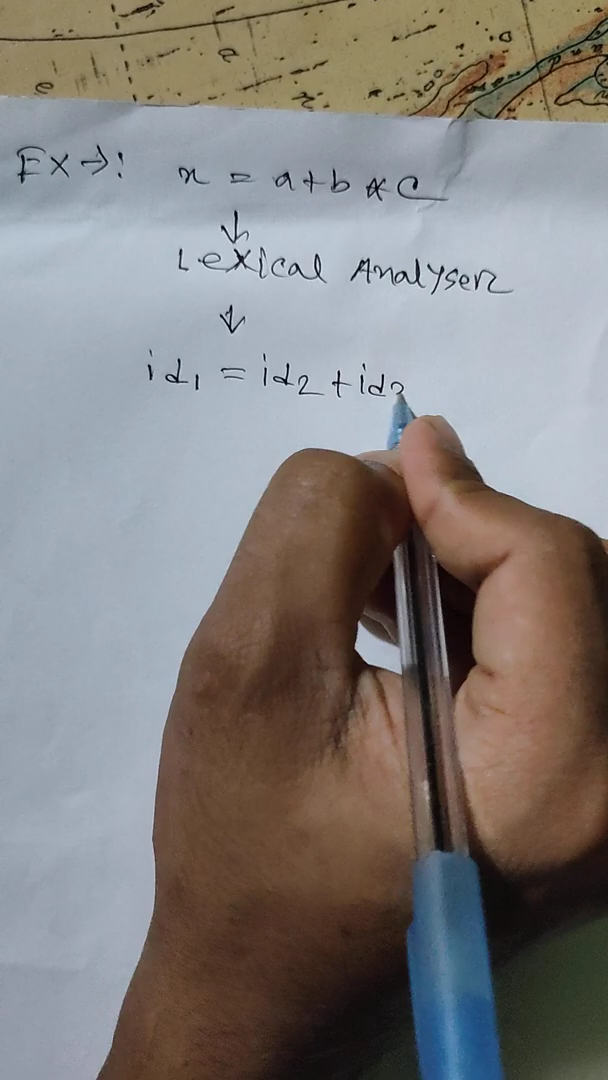 EX →: x = a+b * C
↓
Lexical Analyser
↓
id₁ = id₂ + id₃